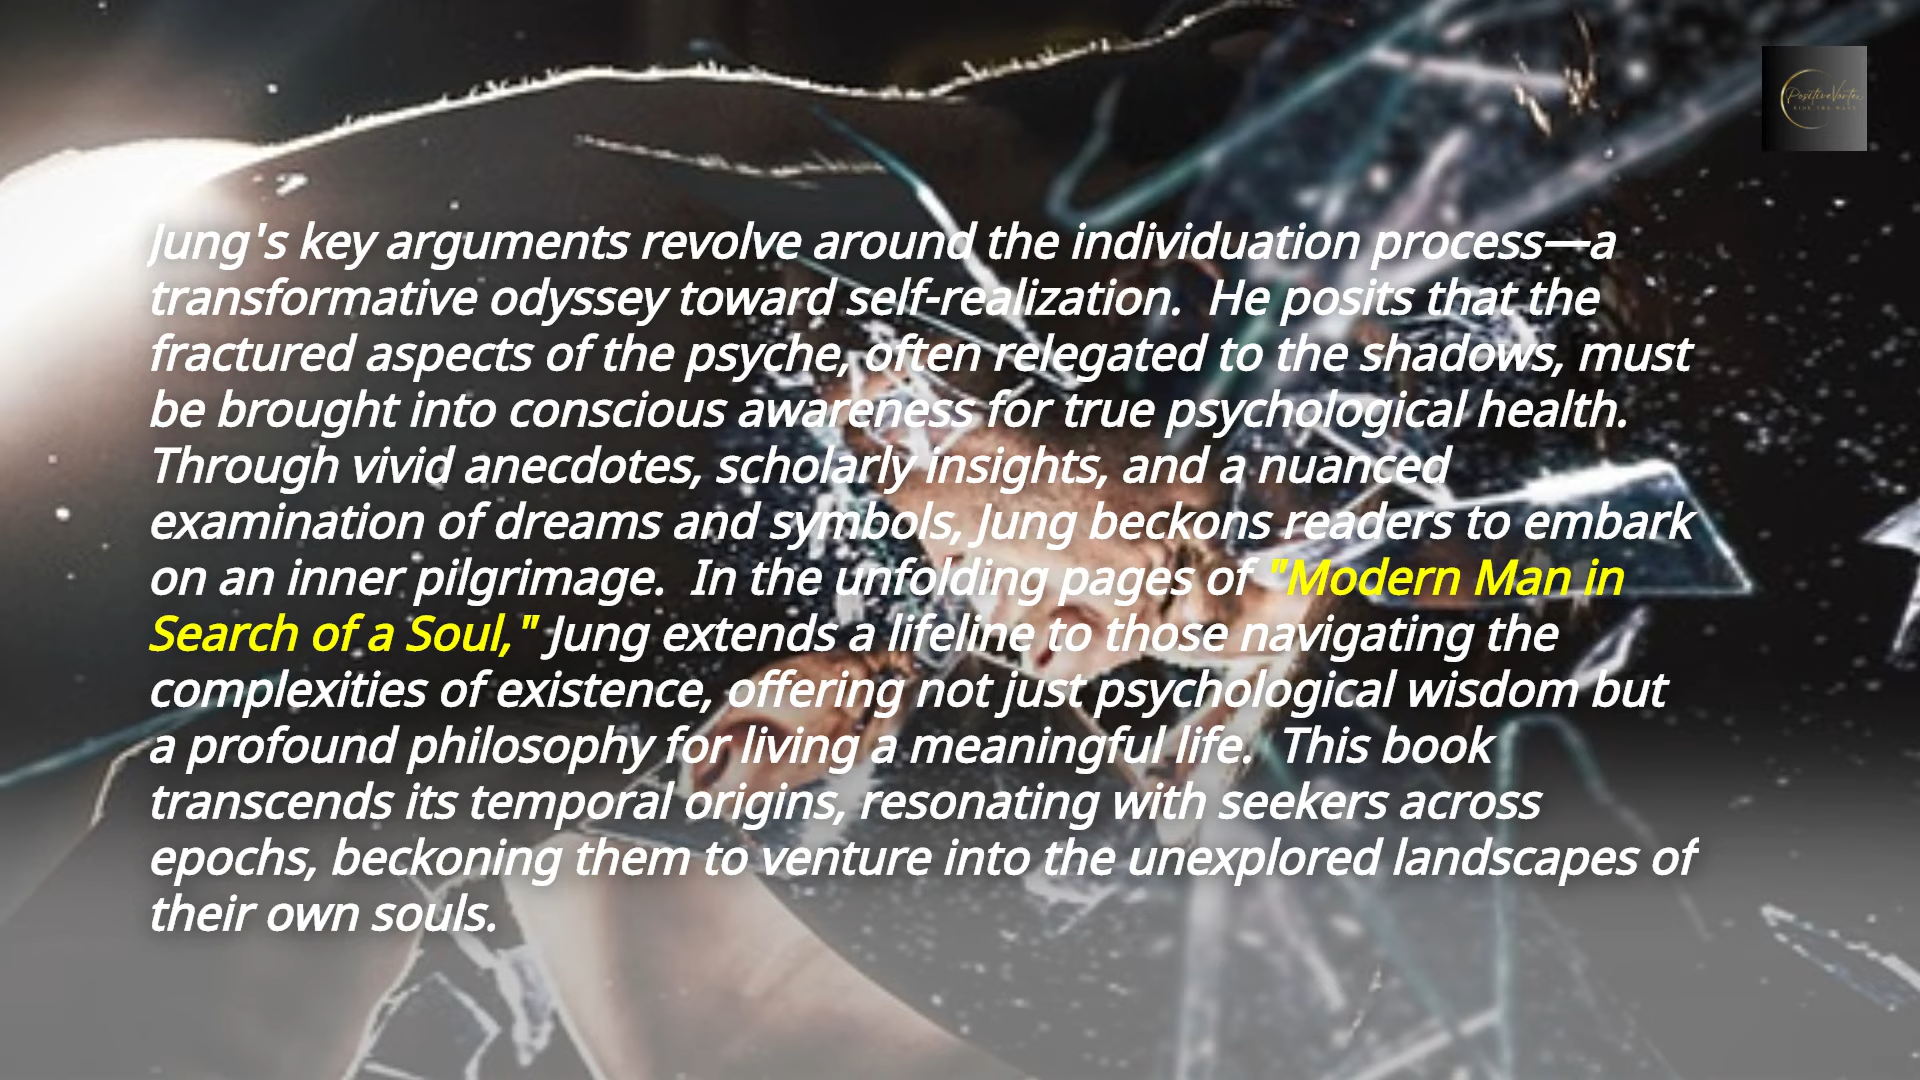 PositiveVortex
RIDE THE WAVE
Jung's key arguments revolve around the individuation process—a
transformative odyssey toward self-realization.  He posits that the
fractured aspects of the psyche, often relegated to the shadows, must
be brought into conscious awareness for true psychological health.
Through vivid anecdotes, scholarly insights, and a nuanced
examination of dreams and symbols, Jung beckons readers to embark
on an inner pilgrimage.  In the unfolding pages of "Modern Man in
Search of a Soul," Jung extends a lifeline to those navigating the
complexities of existence, offering not just psychological wisdom but
a profound philosophy for living a meaningful life.  This book
transcends its temporal origins, resonating with seekers across
epochs, beckoning them to venture into the unexplored landscapes of
their own souls.